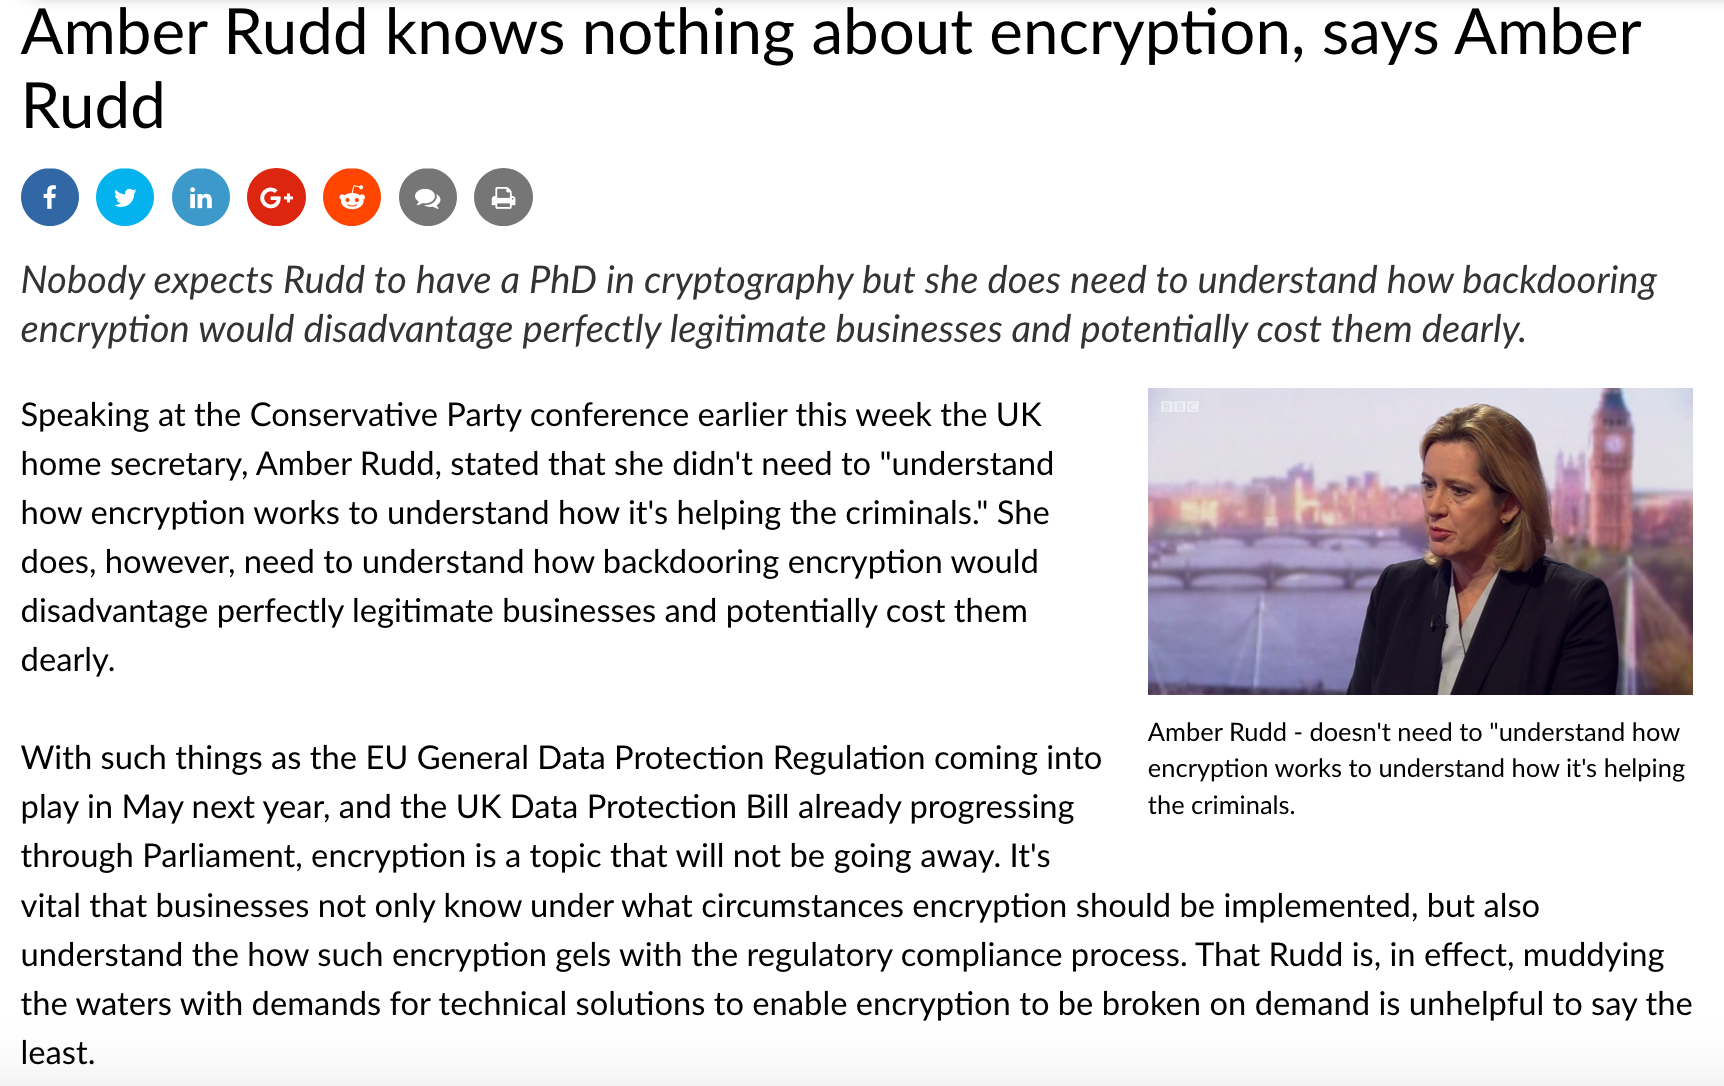 Amber Rudd knows nothing about encryption, says Amber
Rudd
f
in
G+
Nobody expects Rudd to have a PhD in cryptography but she does need to understand how backdooring
encryption would disadvantage perfectly legitimate businesses and potentially cost them dearly.
Speaking at the Conservative Party conference earlier this week the UK
home secretary, Amber Rudd, stated that she didn't need to "understand
how encryption works to understand how it's helping the criminals." She
does, however, need to understand how backdooring encryption would
disadvantage perfectly legitimate businesses and potentially cost them
dearly.
BBC
Amber Rudd - doesn't need to "understand how
encryption works to understand how it's helping
the criminals.
With such things as the EU General Data Protection Regulation coming into
play in May next year, and the UK Data Protection Bill already progressing
through Parliament, encryption is a topic that will not be going away. It's
vital that businesses not only know under what circumstances encryption should be implemented, but also
understand the how such encryption gels with the regulatory compliance process. That Rudd is, in effect, muddying
the waters with demands for technical solutions to enable encryption to be broken on demand is unhelpful to say the
least.